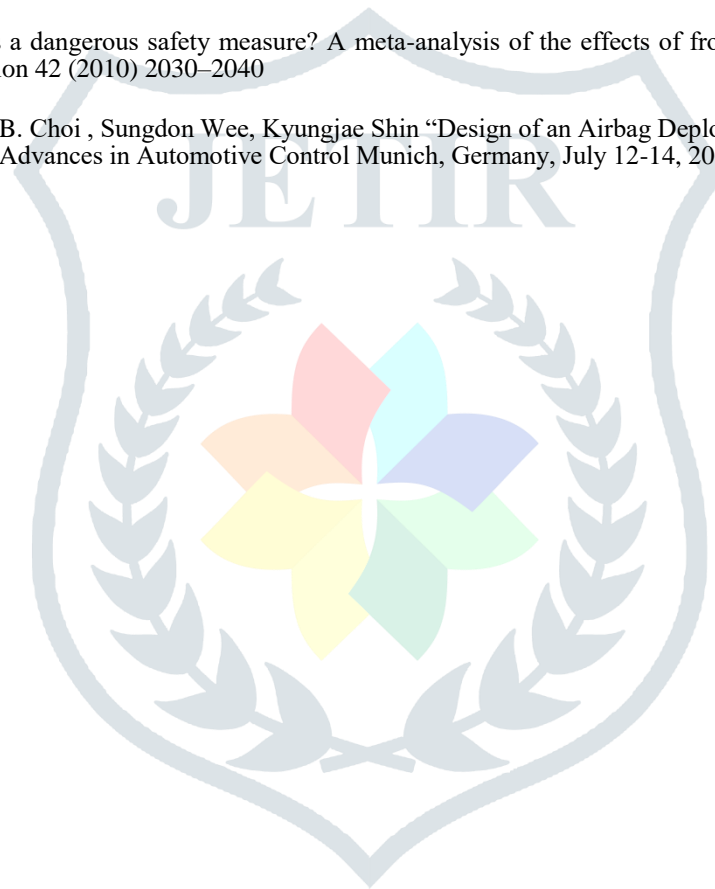 s a dangerous safety measure? A meta-analysis of the effects of fro
ion 42 (2010) 2030–2040
B. Choi , Sungdon Wee, Kyungjae Shin “Design of an Airbag Deplo
Advances in Automotive Control Munich, Germany, July 12-14, 20
JETIR